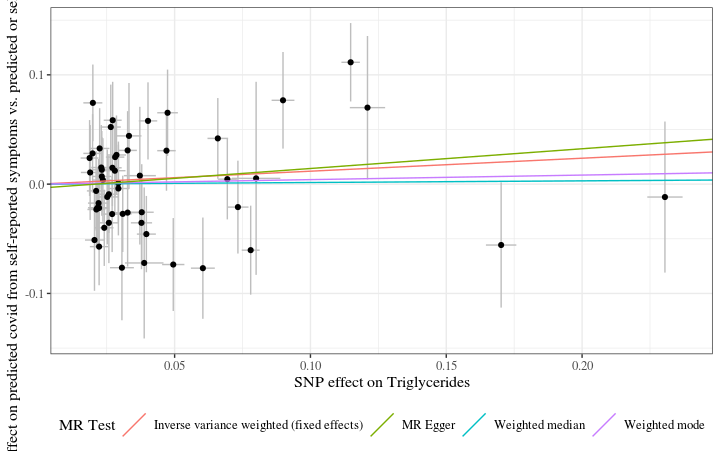 effect on predicted covid from self-reported symptoms vs. predicted or se
0.1
0.0
-0.1
0.05
0.10
0.15
0.20
SNP effect on Triglycerides
MR Test
Inverse variance weighted (fixed effects)
MR Egger
Weighted median
Weighted mode